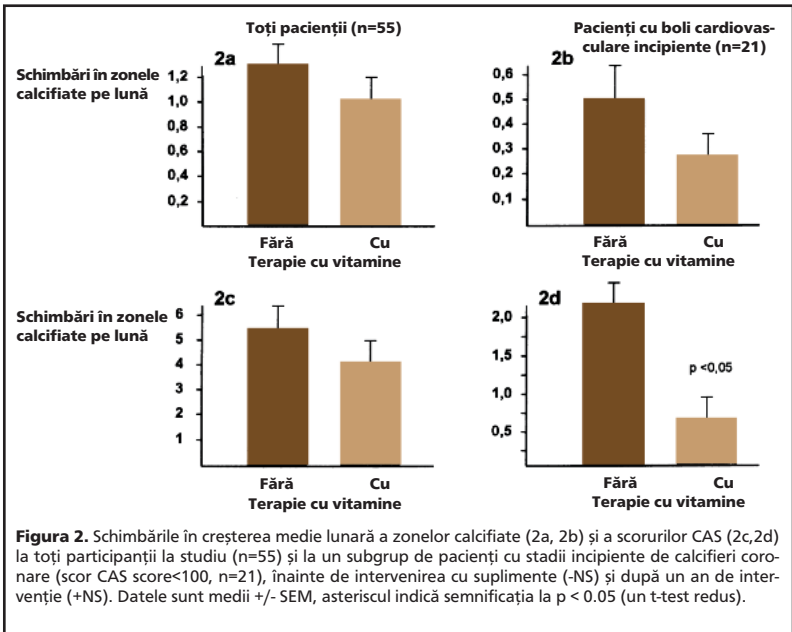 Toți pacienții (n=55)
Pacienți cu boli cardiovas-
culare incipiente (n=21)
Schimbări în zonele
calcifiate pe lună
2a
1,2
1,0
0,8
0,6
0,4
0,2
Fără
Cu
Terapie cu vitamine
2b
0,6
0,5
0,4
0,3
0,2
0,1
Fără
Cu
Terapie cu vitamine
Schimbări în zonele
calcifiate pe lună
2c
6
5
4
3
2
1
Fără
Cu
Terapie cu vitamine
2d
2,0
1,5
1,0
0,5
p <0,05
Fără
Cu
Terapie cu vitamine
Figura 2. Schimbările în creșterea medie lunară a zonelor calcifiate (2a, 2b) și a scorurilor CAS (2c,2d)
la toți participanții la studiu (n=55) și la un subgrup de pacienți cu stadii incipiente de calcifieri coro-
nare (scor CAS score<100, n=21), înainte de intervenirea cu suplimente (-NS) și după un an de inter-
venție (+NS). Datele sunt medii +/- SEM, asteriscul indică semnificația la p < 0.05 (un t-test redus).